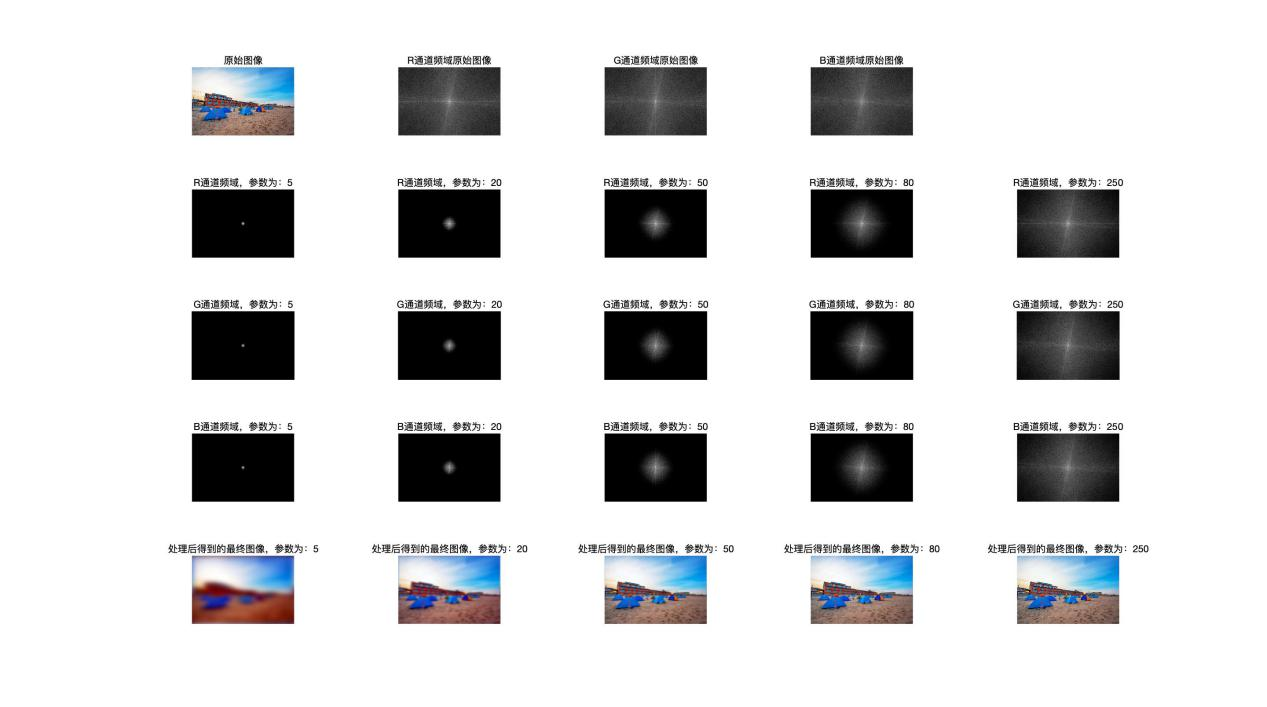 原始图像
R通道频域原始图像
G通道频域原始图像
B通道频域原始图像
R通道频域，参数为：5
R通道频域，参数为：20
R通道频域，参数为：50
R通道频域，参数为：80
R通道频域，参数为：250
G通道频域，参数为：5
G通道频域，参数为：20
G通道频域，参数为：50
G通道频域，参数为：80
G通道频域，参数为：250
B通道频域，参数为：5
B通道频域，参数为：20
B通道频域，参数为：50
B通道频域，参数为：80
B通道频域，参数为：250
处理后得到的最终图像，参数为：5
处理后得到的最终图像，参数为：20
处理后得到的最终图像，参数为：50
处理后得到的最终图像，参数为：80
处理后得到的最终图像，参数为：250